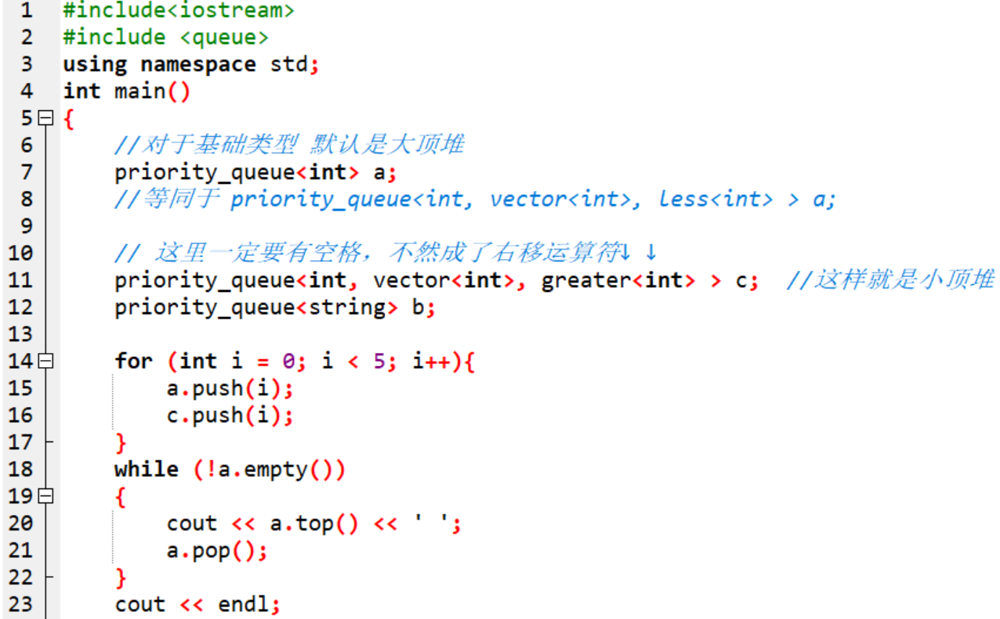 1 #include<iostream>
2 #include <queue>
3 using namespace std;
4 int main()
5 {
6 //对于基础类型 默认是大顶堆
7 priority_queue<int> a;
8 //等同于 priority_queue<int, vector<int>, less<int> > a;
9
10 // 这里一定要有空格，不然成了右移运算符↓ ↓
11 priority_queue<int, vector<int>, greater<int> > c; //这样就是小顶堆
12 priority_queue<string> b;
13
14 for (int i = 0; i < 5; i++){
15 a.push(i);
16 c.push(i);
17 }
18 while (!a.empty())
19 {
20 cout << a.top() << ' ';
21 a.pop();
22 }
23 cout << endl;